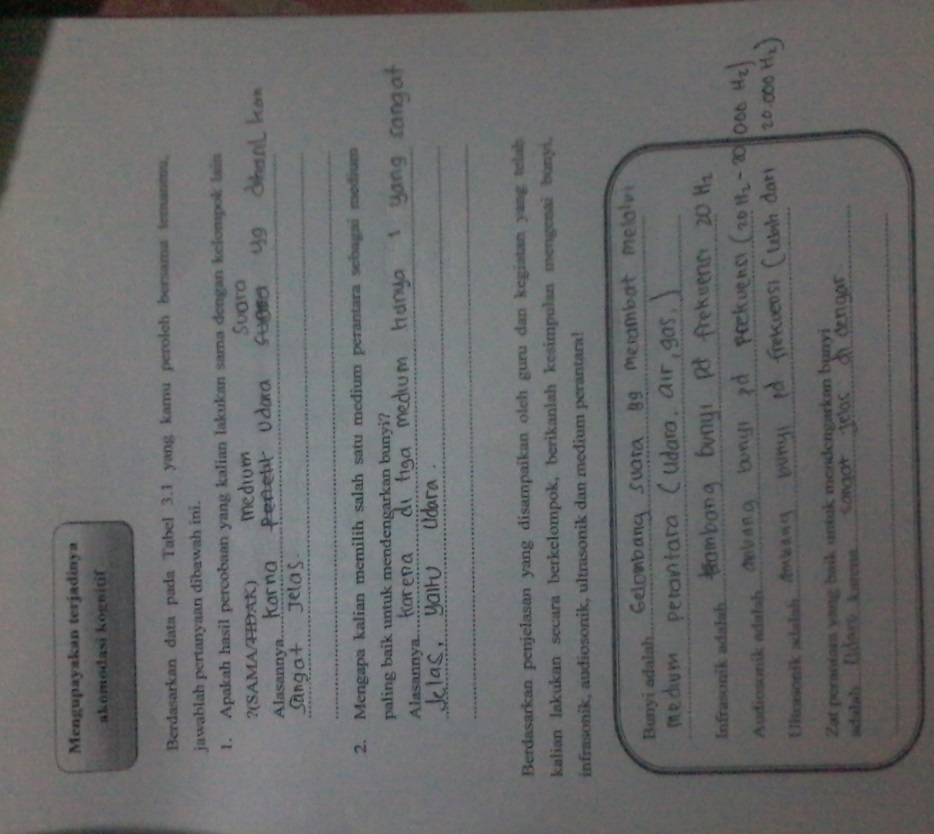 Mengupayakan terjadinya
akomodasi kognitif
Berdasarkan data pada Tabel 3.1 yang kamu peroleh bersama temanmu,
jawablah pertanyaan dibawah ini.
1. Apakah hasil percobaan yang kalian lakukan sama dengan kelompok lain
?(SAMA/TIDAK)
medium suara
Alasanya karna udara suara yg
sangat jelas.
2. Mengapa kalian memilih salah satu medium perantara sebagai medium
paling baik untuk mendengarkan bunyi?
Alasannya karena di tiga medium hanya 1 yang sangat
Jelas, yaitu udara.
Berdasarkan penjelasan yang disampaikan oleh guru dan kegiatan yang telah
kalian lakukan secara berkelompok, berikanlah kesimpulan mengenai bunyi,
infrasonik, audiosonik, ultrasonik dan medium perantara!
Bunyi adalah Gelombang suara yg merambat melalui
medium perantara (udara. air, gas,)
Infrasonik adalah ambang bunyi pd frekuensi 20 Hz
Audiosonik adalah ambang bunyi pd frekuensi (20 Hz - 20 000 Hz)
Ultrasonik adalah ambang bunyi pd frekuensi (lebih dari 20.000 Hz)
Zat perantara yang baik untuk mendengarkan bunyi
adalah Udara karena sangat jelas di dengar